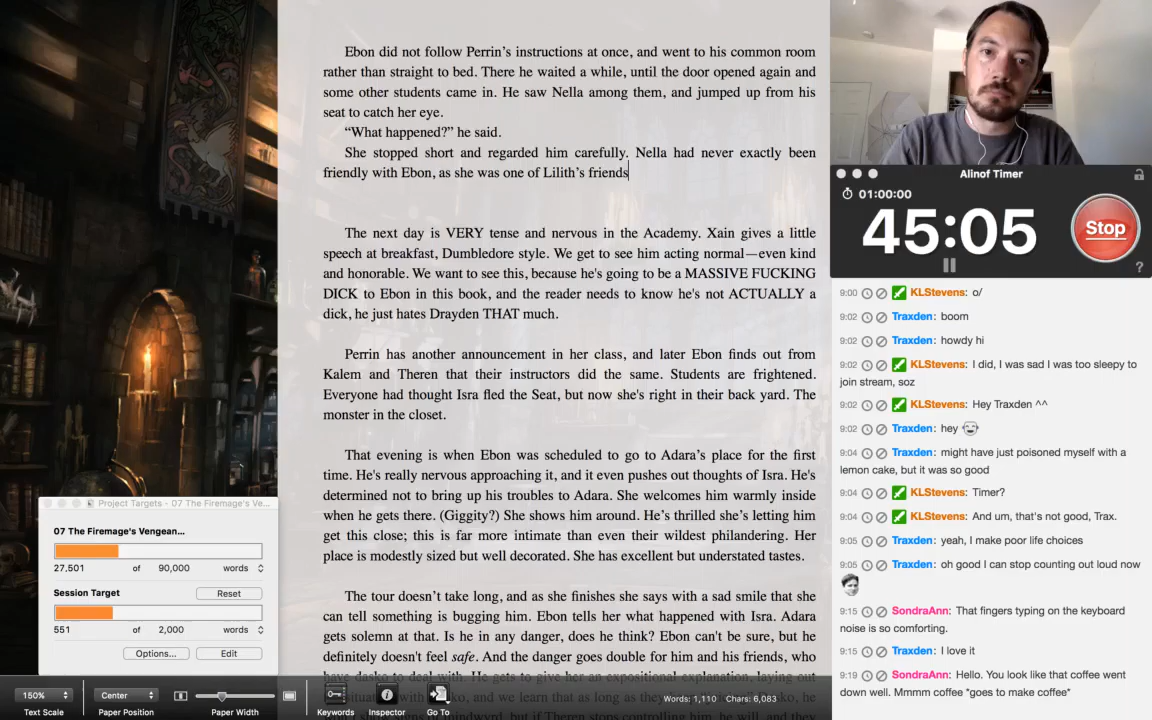 Ebon did not follow Perrin's instructions at once, and went to his common room
rather than straight to bed. There he waited a while, until the door opened again and
some other students came in. He saw Nella among them, and jumped up from his
seat to catch her eye.
“What happened?” he said.
She stopped short and regarded him carefully. Nella had never exactly been
friendly with Ebon, as she was one of Lilith’s friends
The next day is VERY tense and nervous in the Academy. Xain gives a little
speech at breakfast, Dumbledore style. We get to see him acting normal—even kind
and honorable. We want to see this, because he's going to be a MASSIVE FUCKING
DICK to Ebon in this book, and the reader needs to know he's not ACTUALLY a
dick, he just hates Drayden THAT much.
Perrin has another announcement in her class, and later Ebon finds out from
Kalem and Theren that their instructors did the same. Students are frightened.
Everyone had thought Isra fled the Seat, but now she's right in their back yard. The
monster in the closet.
That evening is when Ebon was scheduled to go to Adara's place for the first
time. He's really nervous approaching it, and it even pushes out thoughts of Isra. He's
determined not to bring up his troubles to Adara. She welcomes him warmly inside
when he gets there. (Giggity?) She shows him around. He’s thrilled she’s letting him
get this close; this is far more intimate than even their wildest philandering. Her
place is modestly sized but well decorated. She has excellent but understated tastes.
The tour doesn’t take long, and as she finishes she says with a sad smile that she
can tell something is bugging him. Ebon tells her what happened with Isra. Adara
gets solemn at that. Is he in any danger, does he think? Ebon can't be sure, but he
definitely doesn't feel safe. And the danger goes double for him and his friends, who
have dasko to deal with. He gets to give her an expositional explanation, laying out
Alinof Timer
01:00:00
45:05
Stop
?
9:00 KLStevens: o/
9:02 Traxden: boom
9:02 Traxden: howdy hi
9:02 KLStevens: I did, I was sad I was too sleepy to
join stream, soz
9:02 KLStevens: Hey Traxden ^^
9:02 Traxden: hey
9:04 Traxden: might have just poisoned myself with a
lemon cake, but it was so good
9:04 KLStevens: Timer?
9:04 KLStevens: And um, that's not good, Trax.
9:05 Traxden: yeah, I make poor life choices
9:05 Traxden: oh good I can stop counting out loud now
9:15 SondraAnn: That fingers typing on the keyboard
noise is so comforting.
9:15 Traxden: I love it
9:19 SondraAnn: Hello. You look like that coffee went
down well. Mmmm coffee *goes to make coffee*
Project Targets - 07 The Firemage's Ve...
07 The Firemage's Vengean...
27,501 of 90,000 words
Session Target Reset
551 of 2,000 words
Options... Edit
150% Center
Text Scale Paper Position Paper Width Keywords Inspector Go To
Words: 1,110 Chars: 6,083